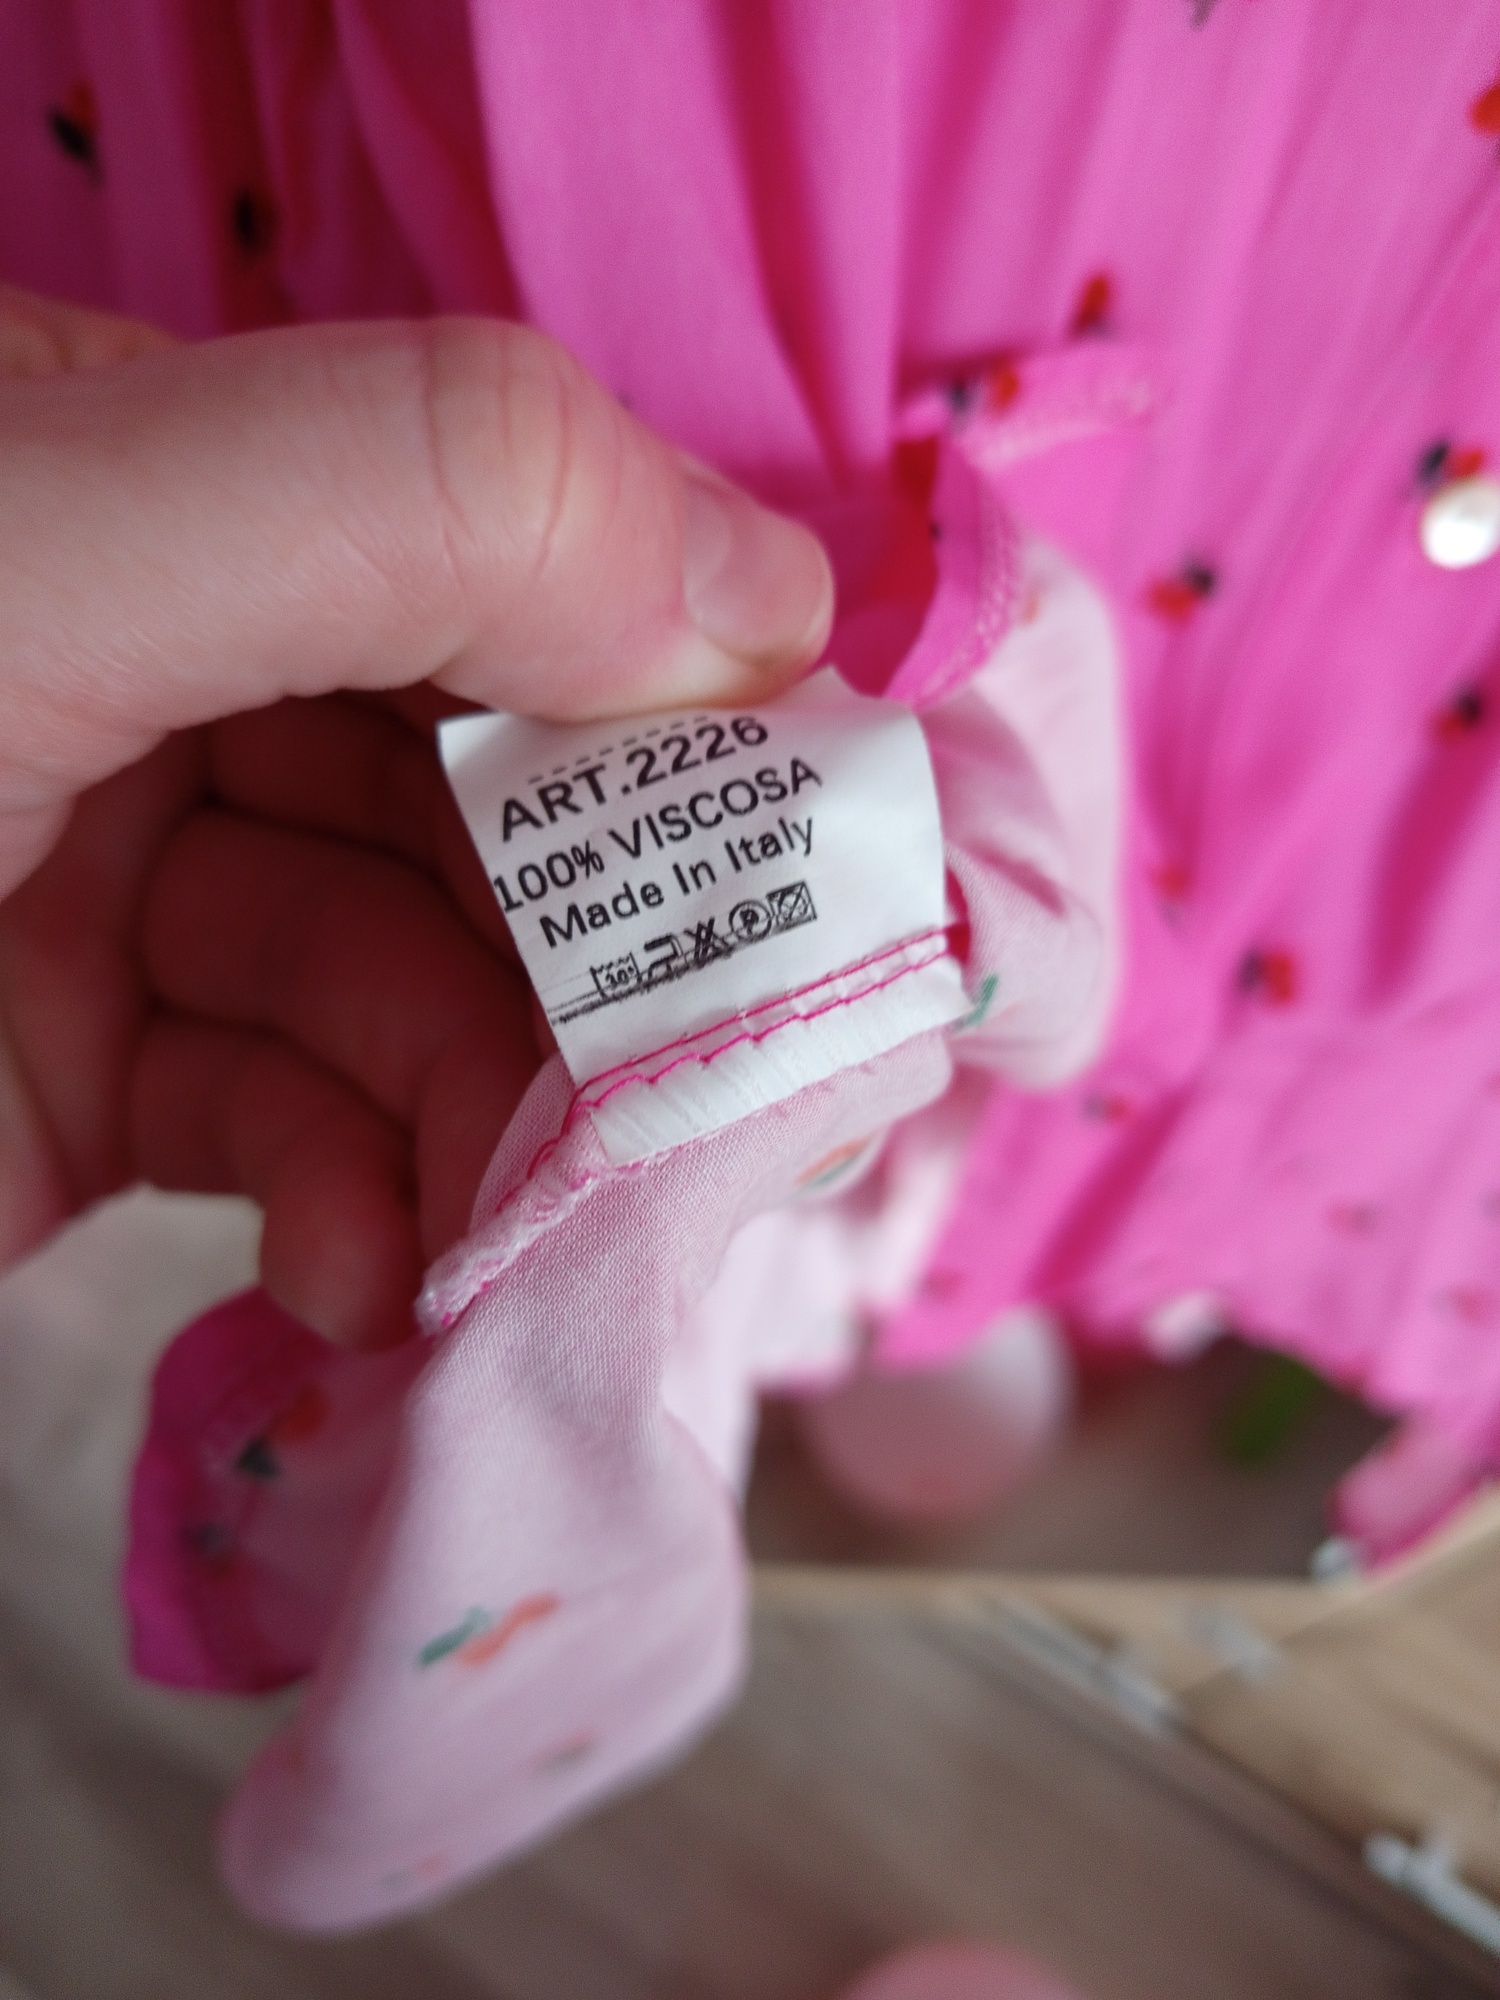 ART.2226
100% VISCOSA
Made In Italy